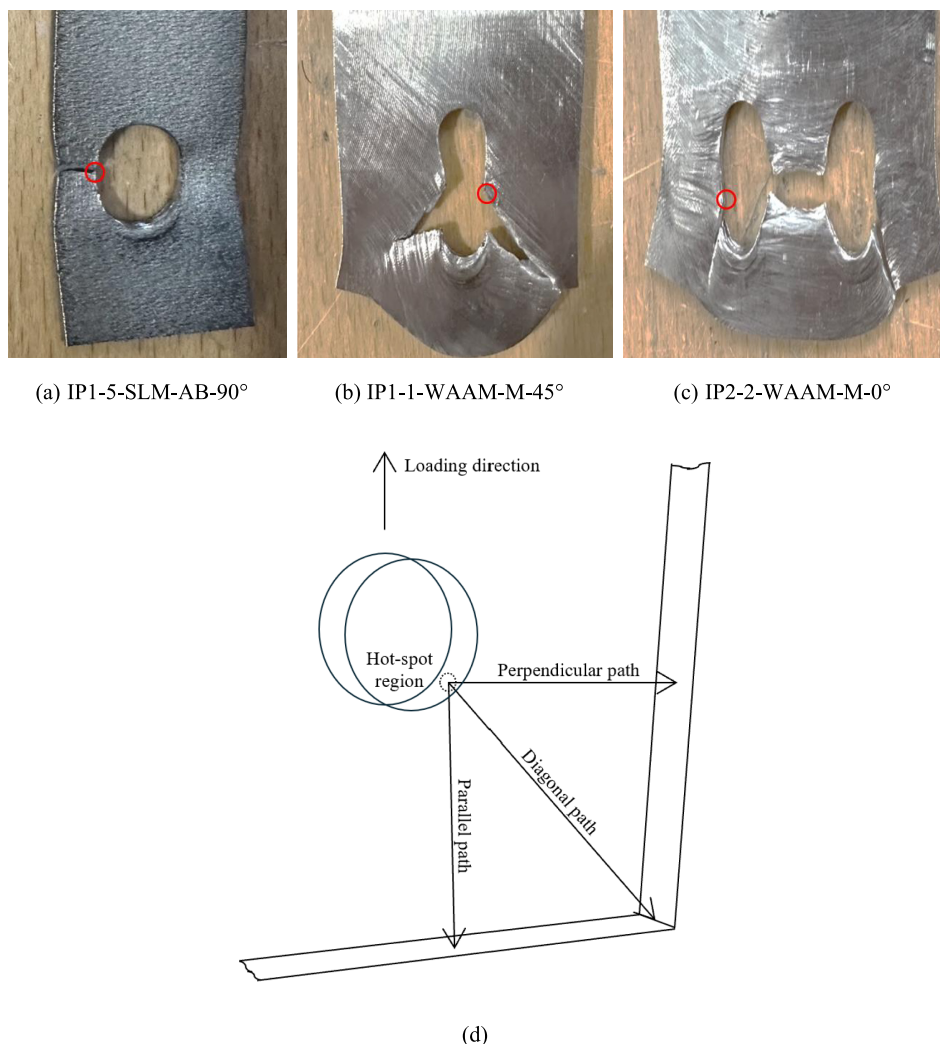 (a) IP1-5-SLM-AB-90°
(b) IP1-1-WAAM-M-45°
(c) IP2-2-WAAM-M-0°
Loading direction
Hot-spot
region
Perpendicular path
Diagonal path
Parallel path
(d)